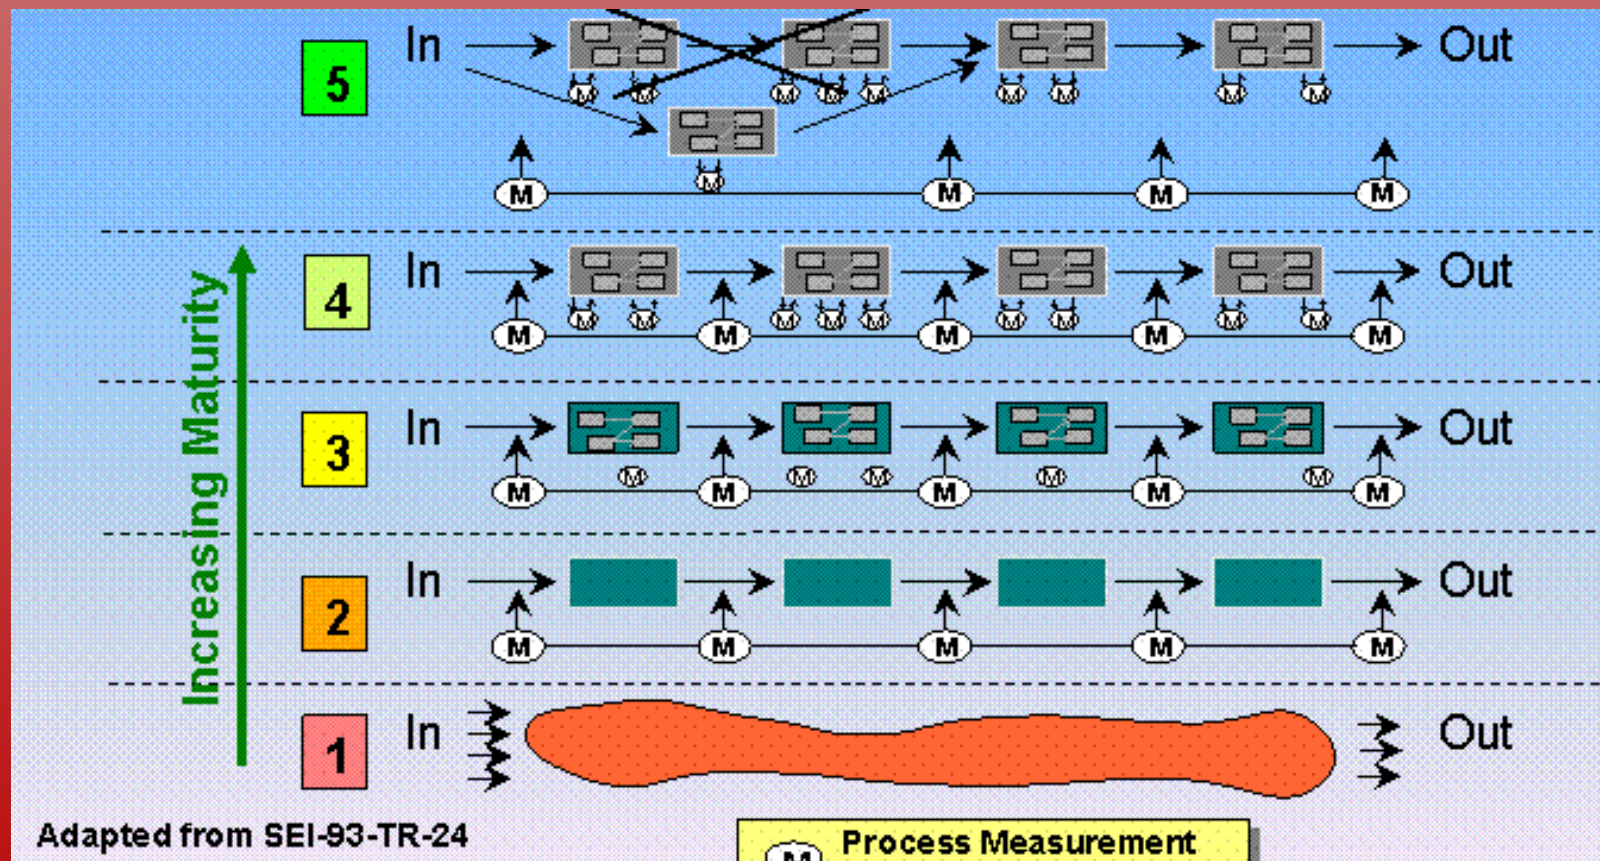 In Out
5
M M M M M M M M M
M
M M M M
In Out
4
M M M M M M M M M
M M M M M
In Out
3
M M M M M
M M M M M
In Out
2
M M M M M
In Out
1
Increasing Maturity
Adapted from SEI-93-TR-24
M Process Measurement